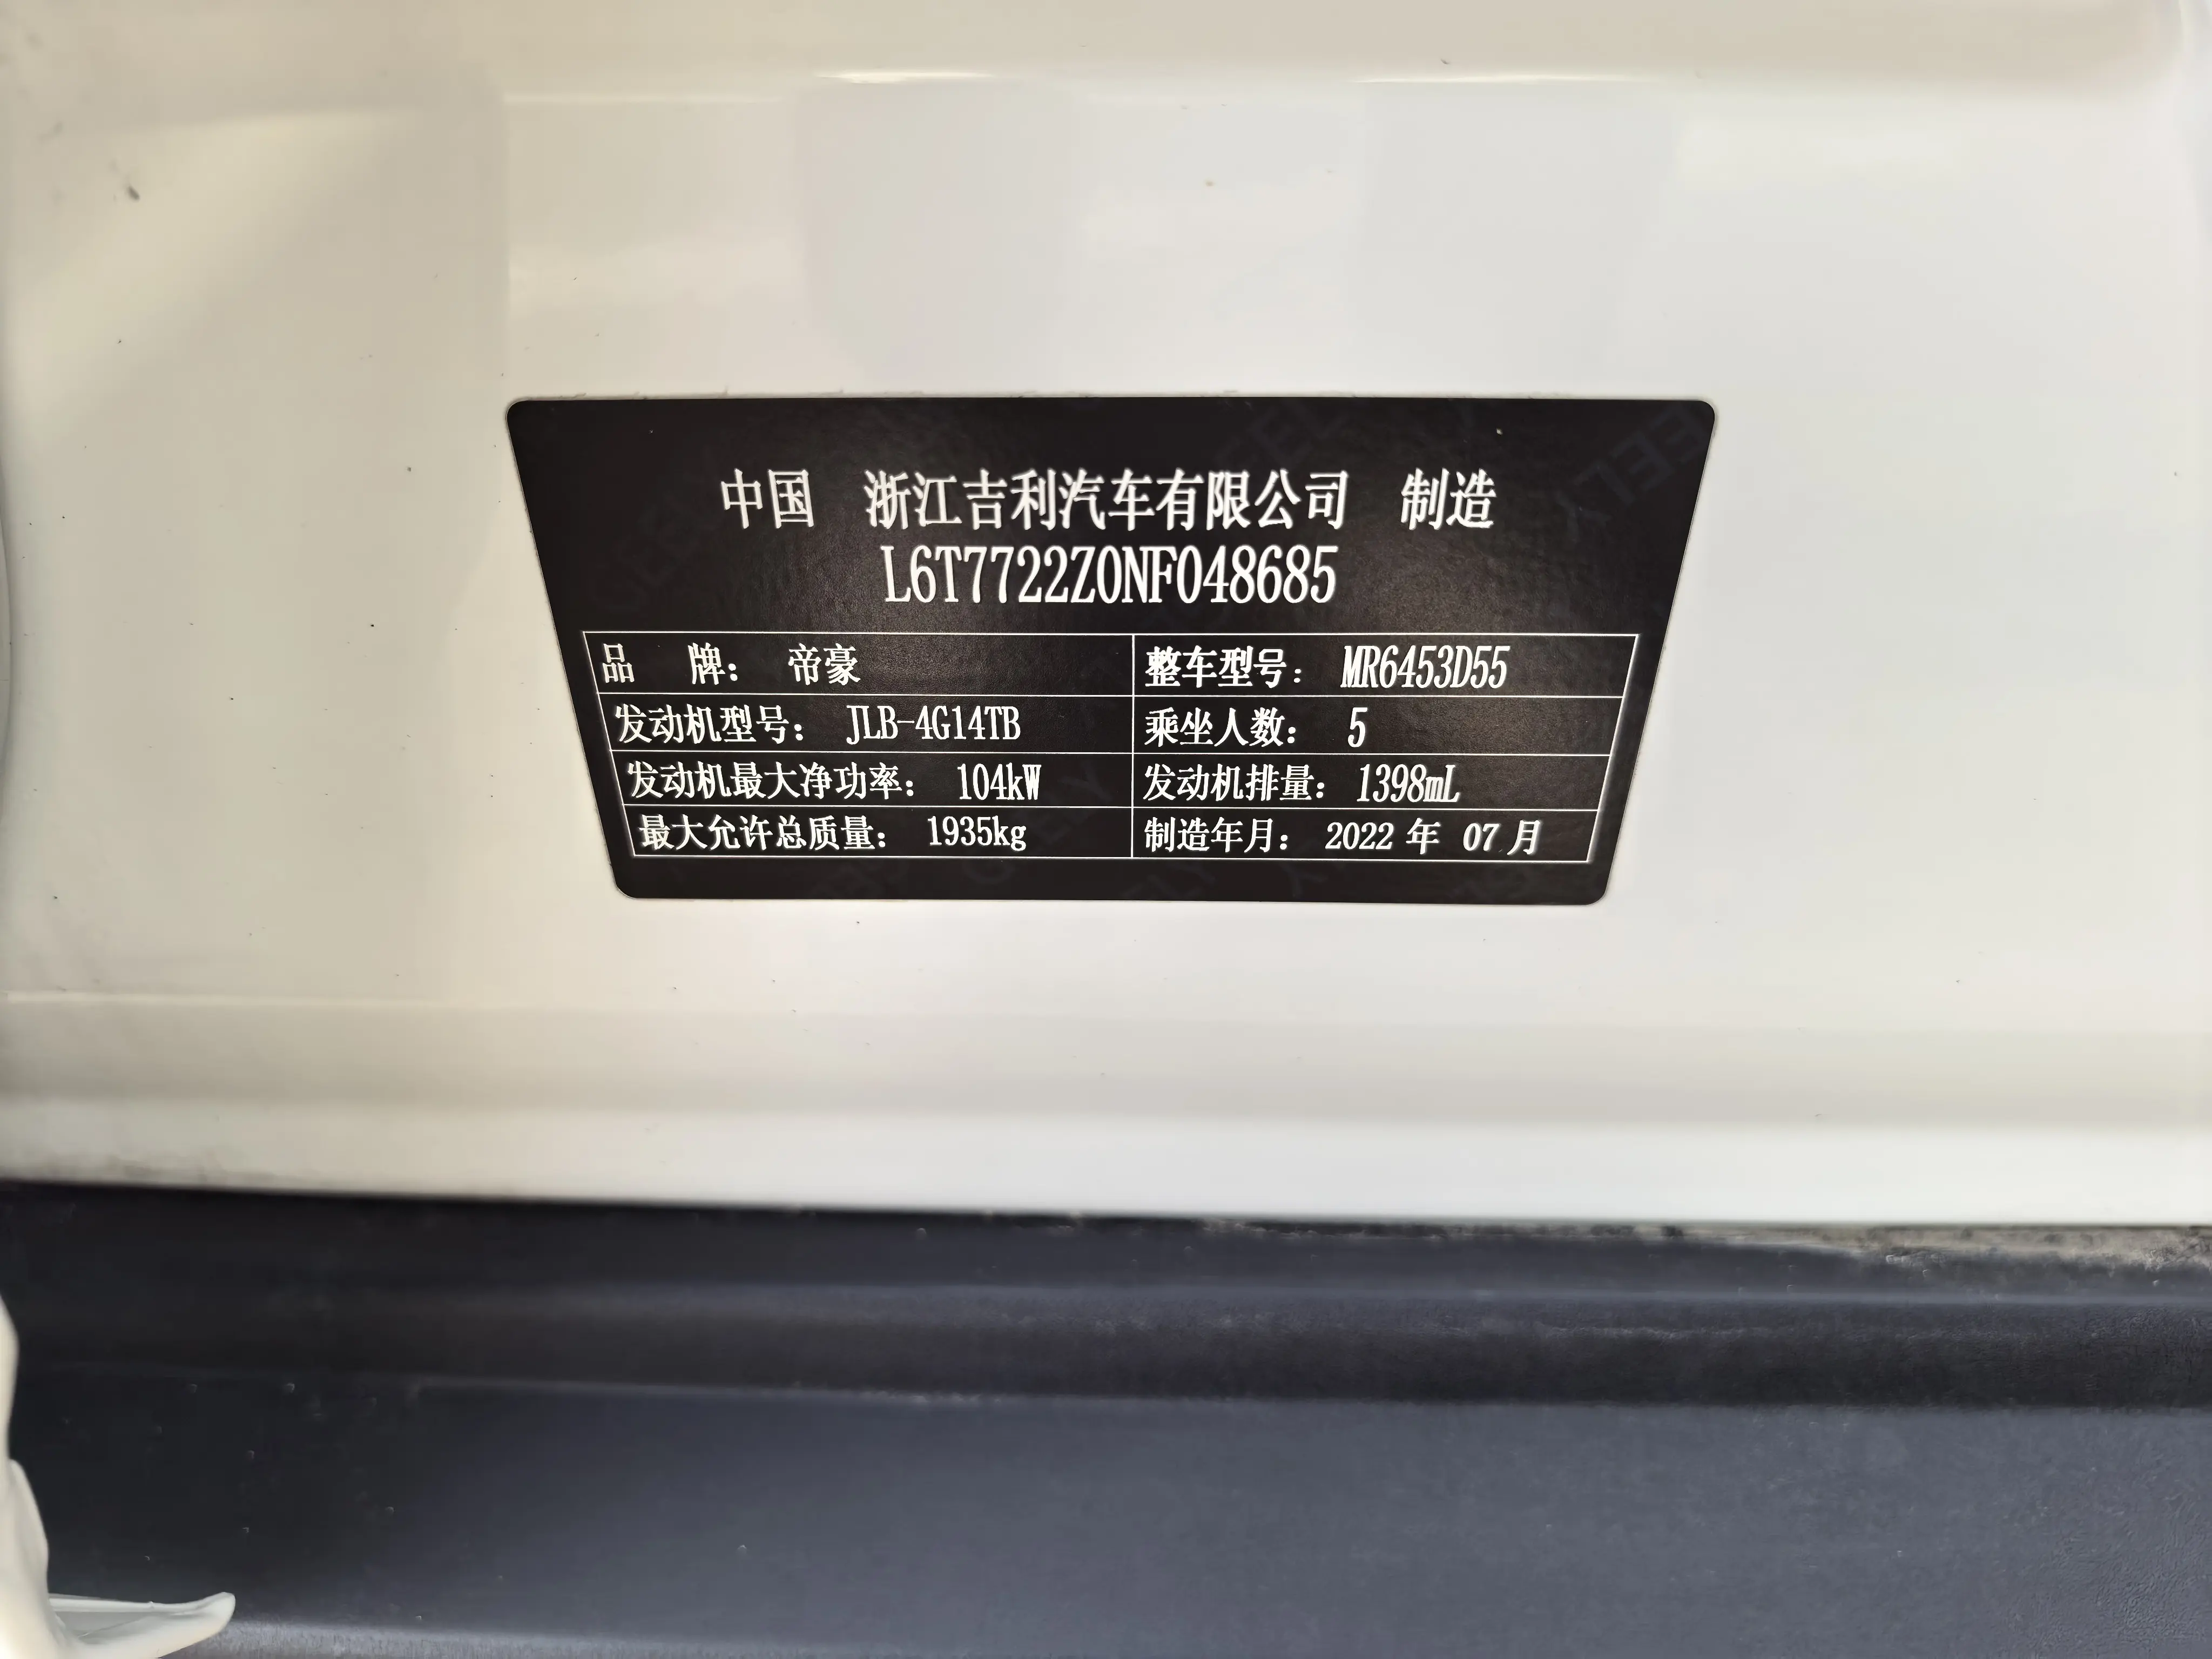 中国 浙江吉利汽车有限公司 制造
L6T7722Z0NF048685
品 牌： 帝豪 整车型号： MR6453D55
发动机型号： JLB-4G14TB 乘坐人数： 5
发动机最大净功率： 104kW 发动机排量： 1398mL
最大允许总质量： 1935kg 制造年月： 2022 年 07 月